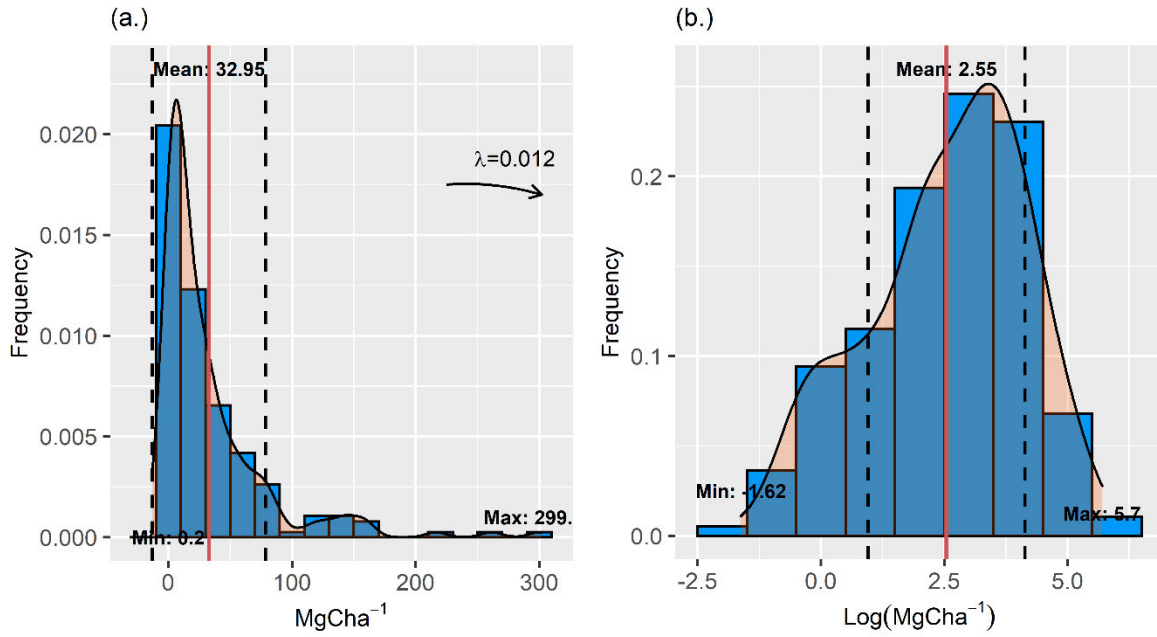 (a.)
Mean: 32.95
λ=0.012
0.020
0.015
0.010
0.005
0.000
Frequency
Min: 0.2
Max: 299.
0
100
200
300
MgCha⁻¹
(b.)
Mean: 2.55
0.2
0.1
0.0
Frequency
Min: -1.62
Max: 5.7
-2.5
0.0
2.5
5.0
Log(MgCha⁻¹)